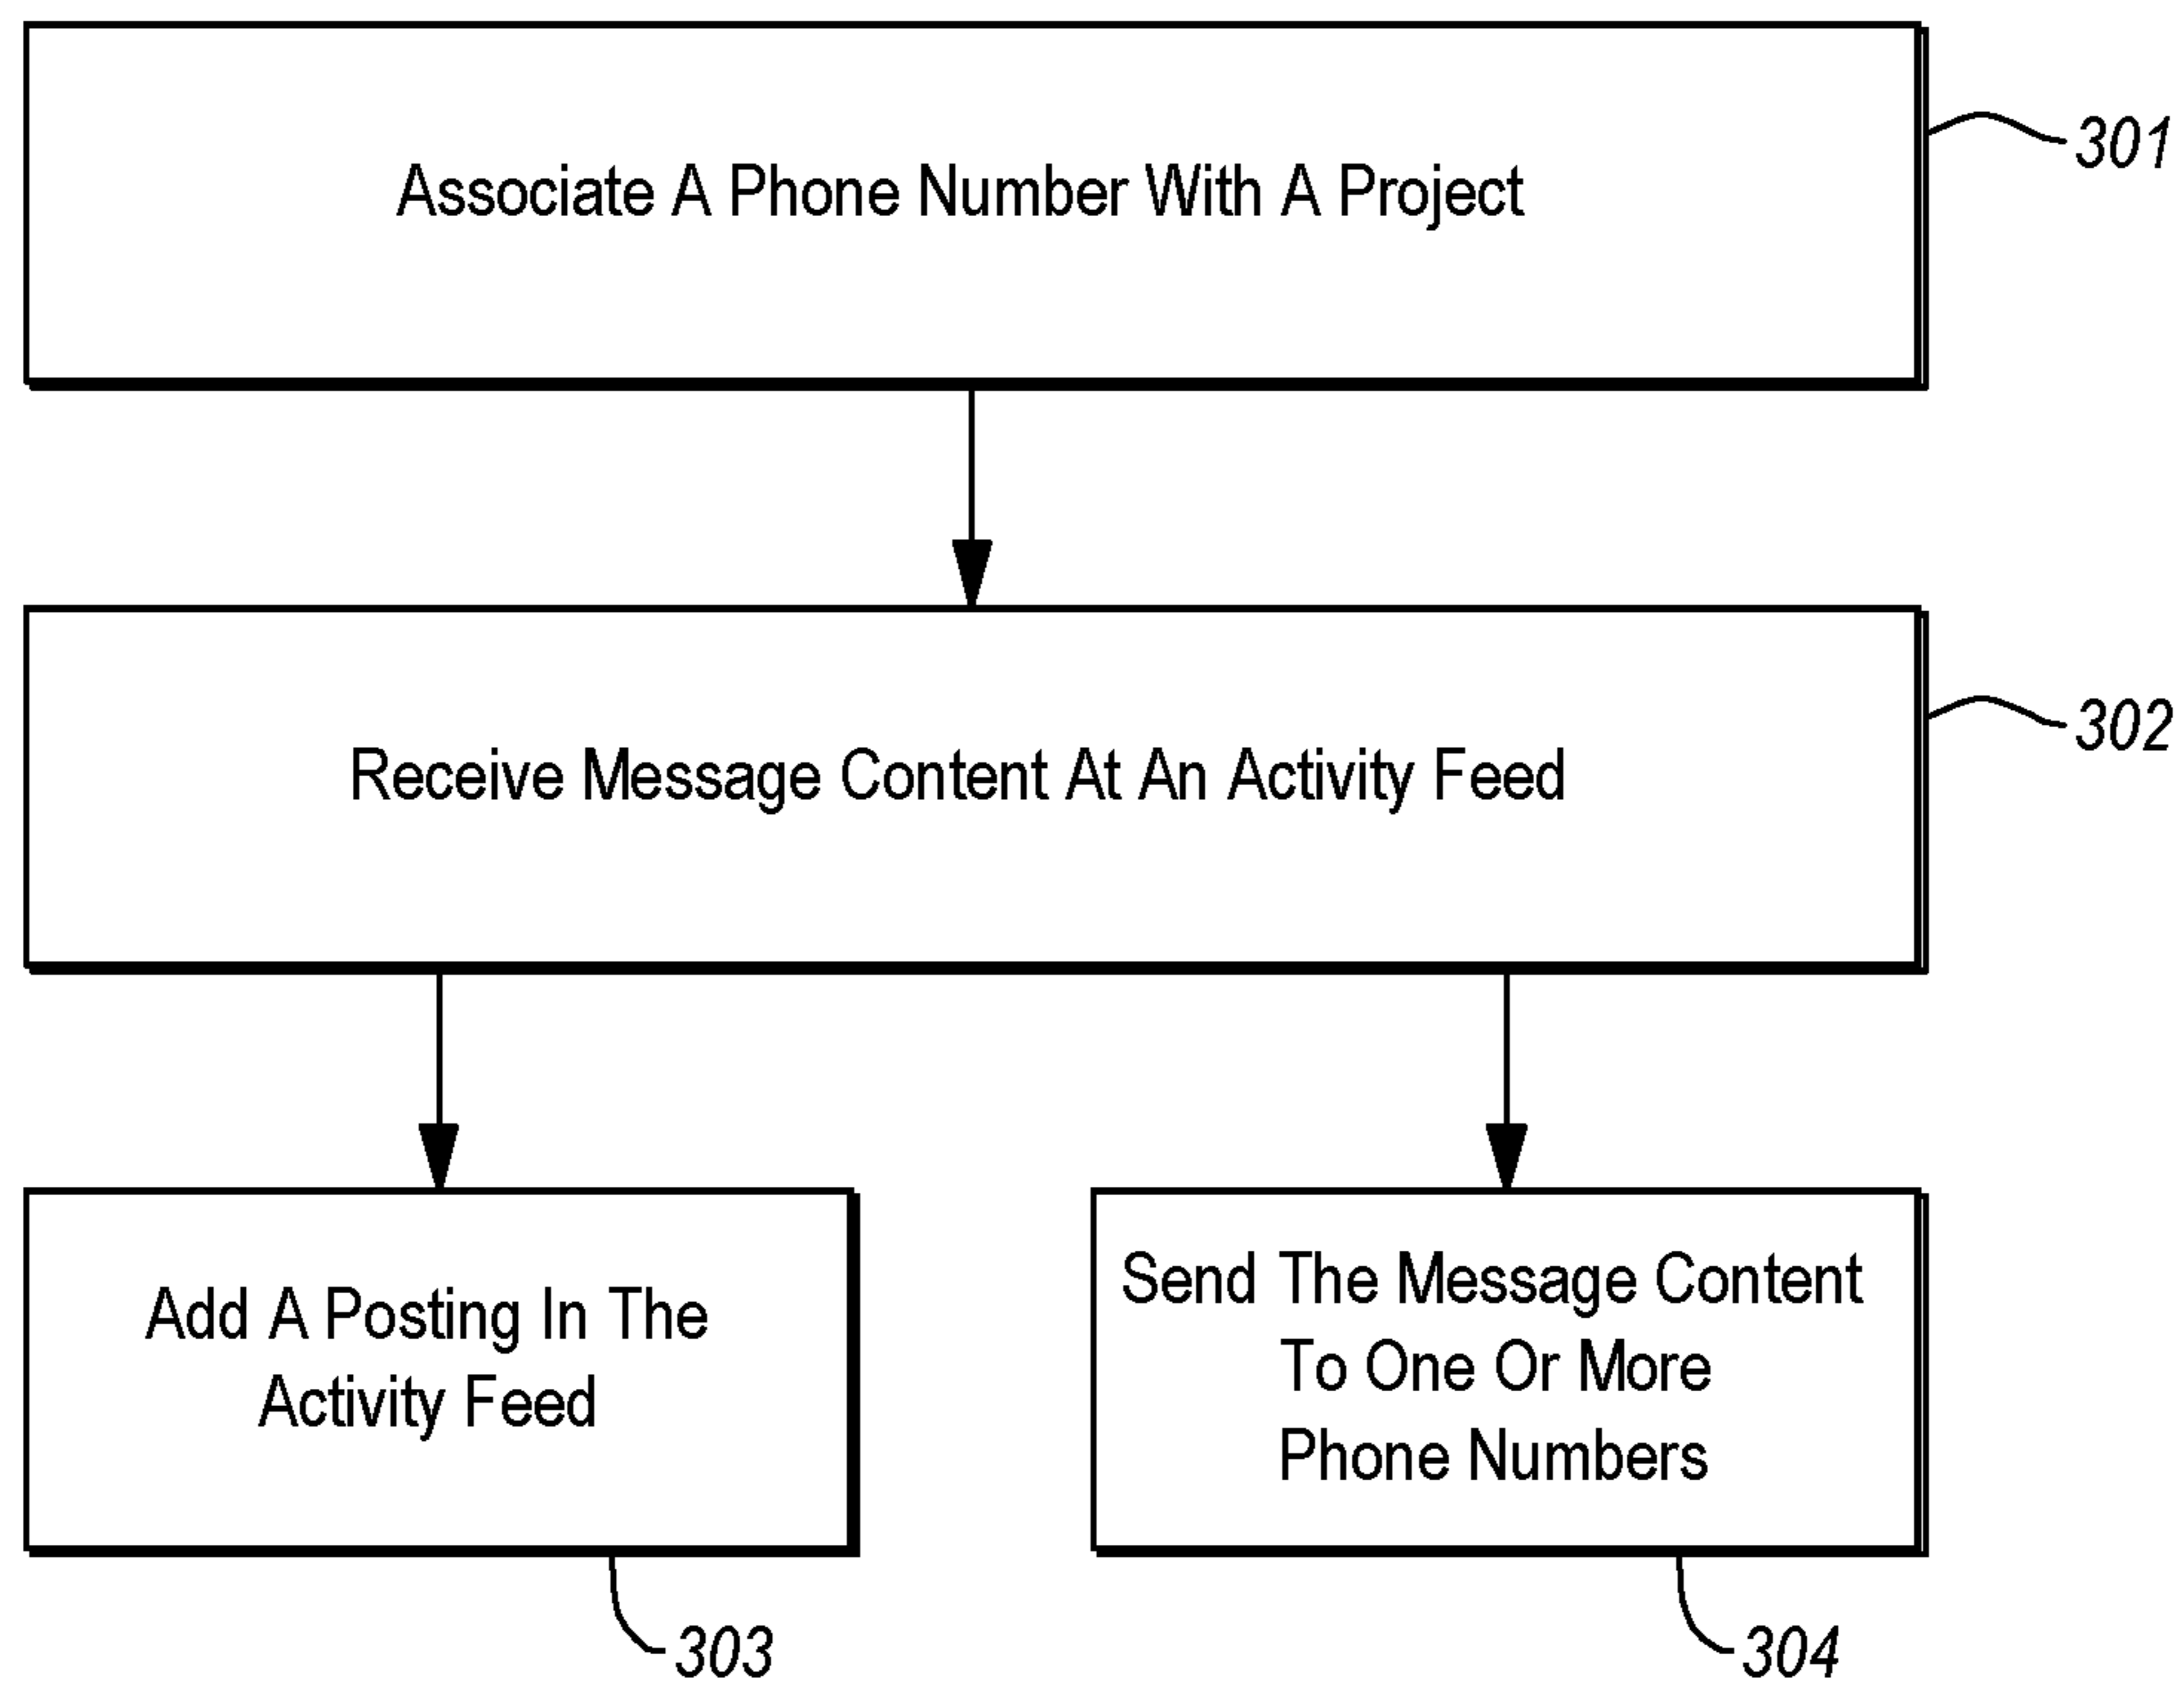 Associate A Phone Number With A Project
301
Receive Message Content At An Activity Feed
302
Add A Posting In The
Activity Feed
303
Send The Message Content
To One Or More
Phone Numbers
304